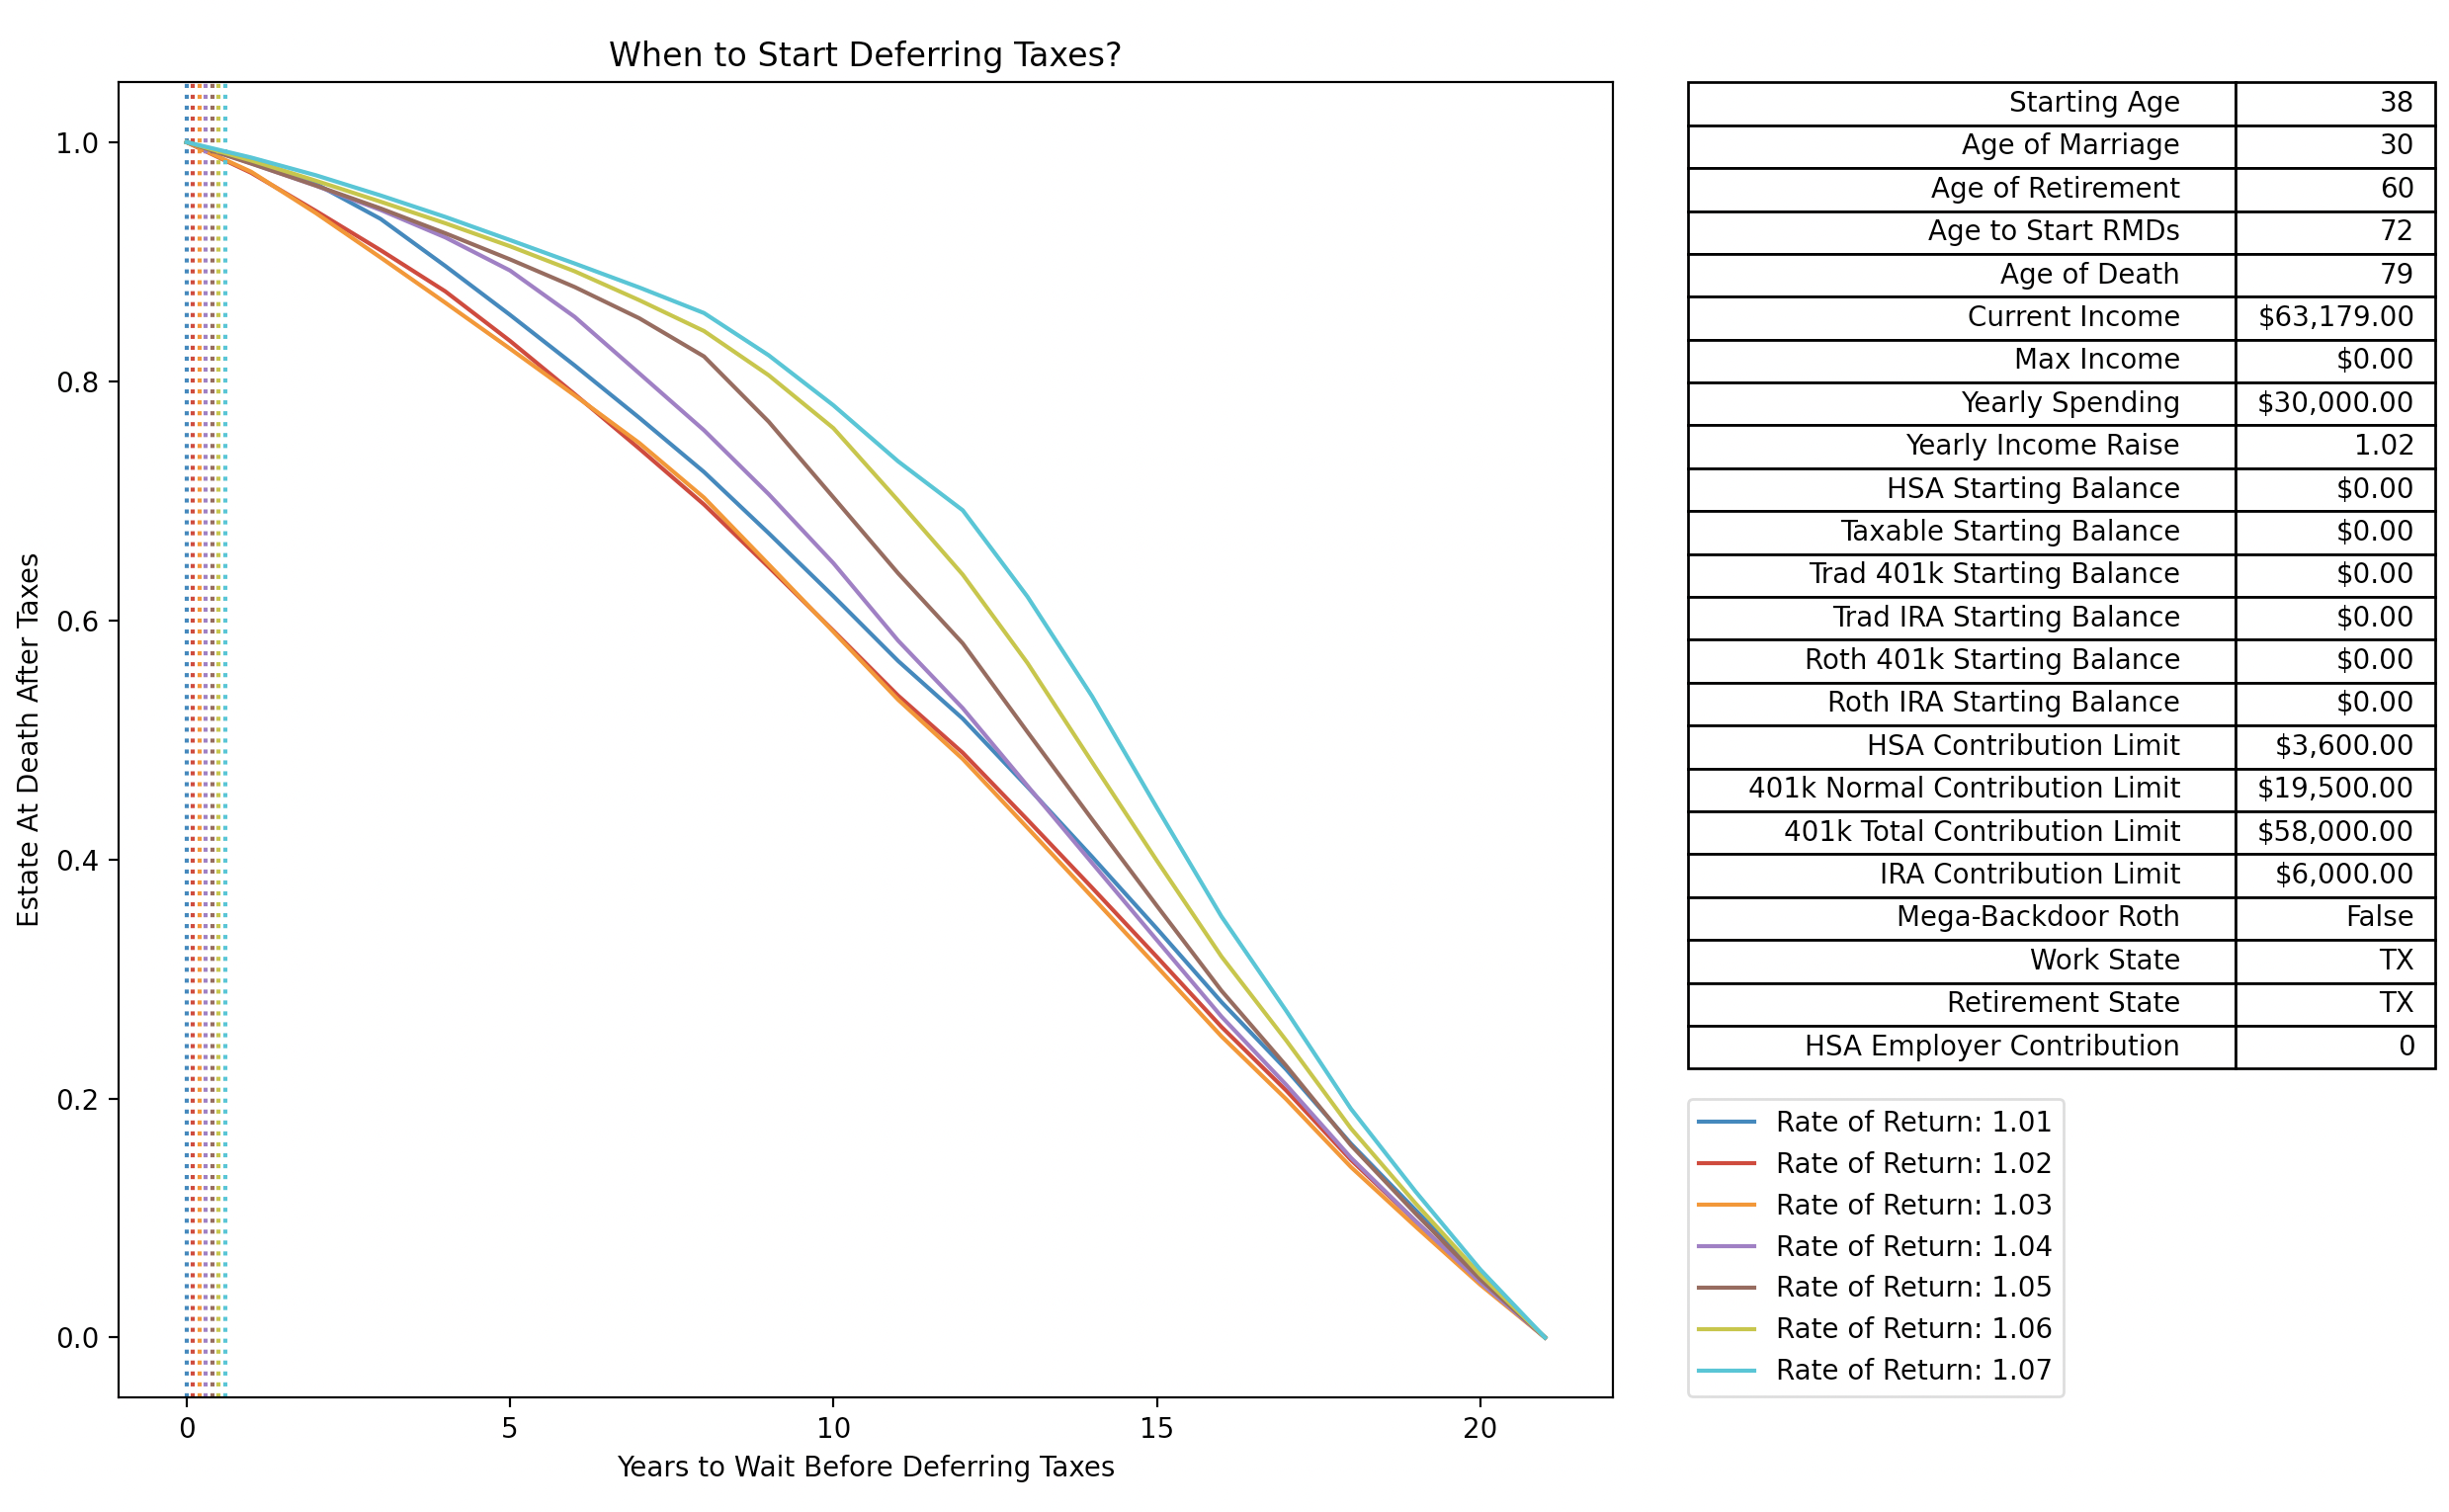 When to Start Deferring Taxes?
Estate At Death After Taxes
1.0
0.8
0.6
0.4
0.2
0.0
0 5 10 15 20
Years to Wait Before Deferring Taxes
Starting Age 38
Age of Marriage 30
Age of Retirement 60
Age to Start RMDs 72
Age of Death 79
Current Income $63,179.00
Max Income $0.00
Yearly Spending $30,000.00
Yearly Income Raise 1.02
HSA Starting Balance $0.00
Taxable Starting Balance $0.00
Trad 401k Starting Balance $0.00
Trad IRA Starting Balance $0.00
Roth 401k Starting Balance $0.00
Roth IRA Starting Balance $0.00
HSA Contribution Limit $3,600.00
401k Normal Contribution Limit $19,500.00
401k Total Contribution Limit $58,000.00
IRA Contribution Limit $6,000.00
Mega-Backdoor Roth False
Work State TX
Retirement State TX
HSA Employer Contribution 0
Rate of Return: 1.01
Rate of Return: 1.02
Rate of Return: 1.03
Rate of Return: 1.04
Rate of Return: 1.05
Rate of Return: 1.06
Rate of Return: 1.07